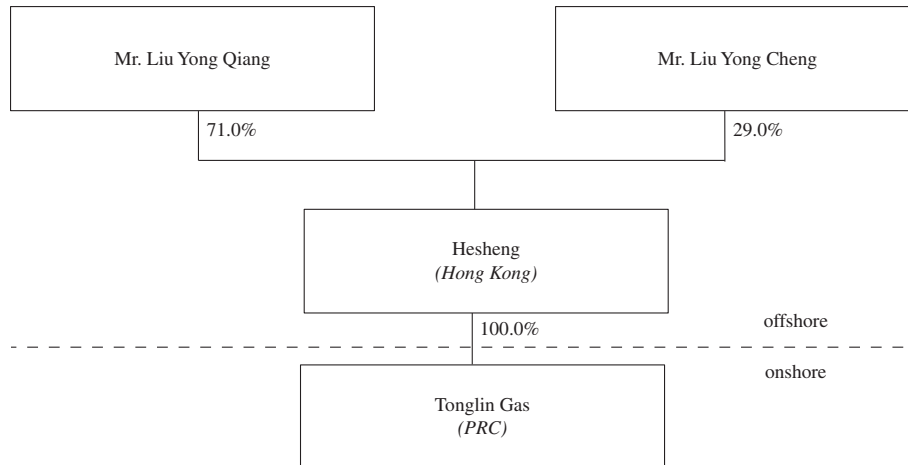 Mr. Liu Yong Qiang
Mr. Liu Yong Cheng
71.0%
29.0%
Hesheng
(Hong Kong)
100.0%
offshore
onshore
Tonglin Gas
(PRC)